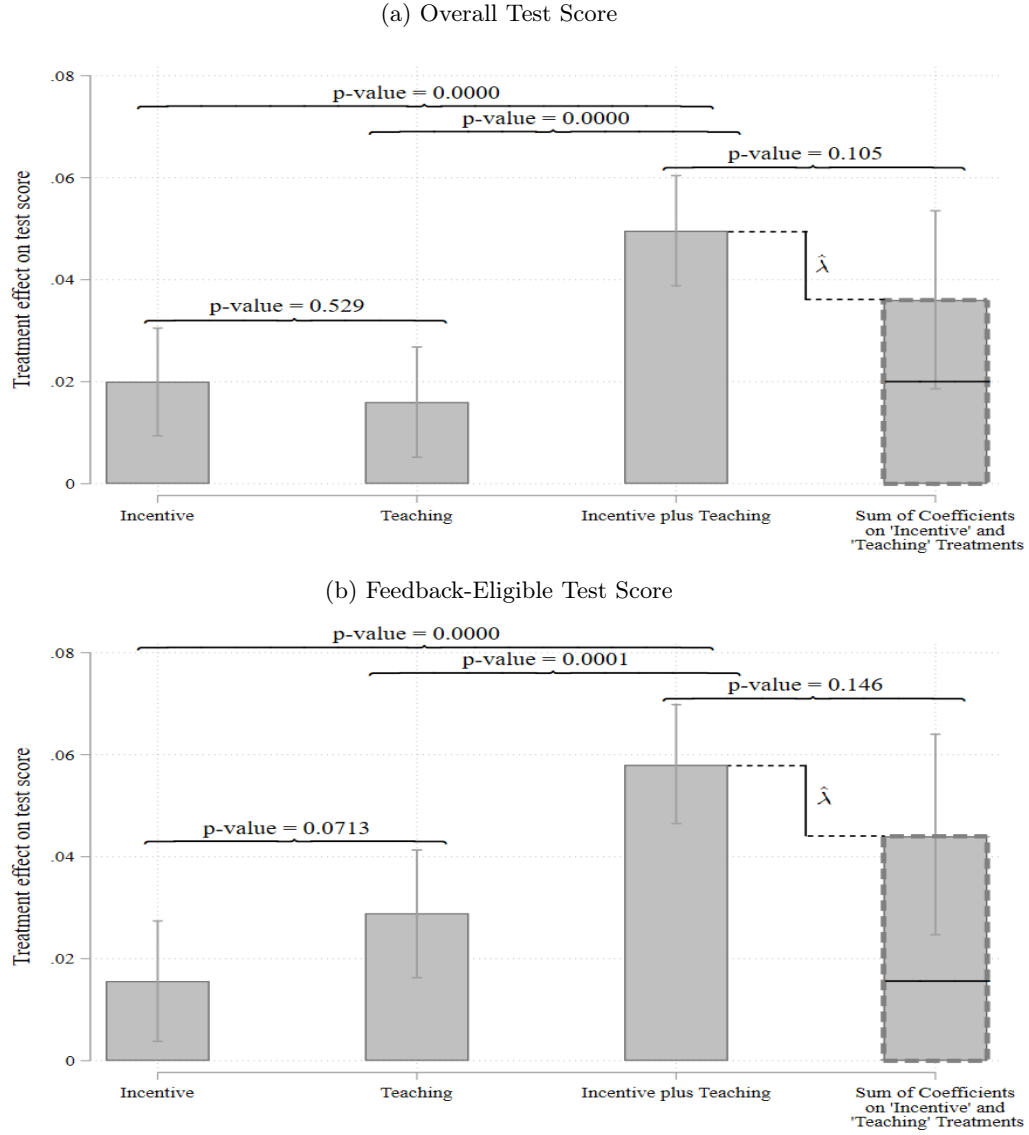 (a) Overall Test Score
.08
p-value = 0.0000
p-value = 0.0000
p-value = 0.105
.06
λ̂
.04
p-value = 0.529
.02
0
Treatment effect on test score
Incentive
Teaching
Incentive plus Teaching
Sum of Coefficients
on 'Incentive' and
'Teaching' Treatments
(b) Feedback-Eligible Test Score
p-value = 0.0000
.08
p-value = 0.0001
p-value = 0.146
.06
λ̂
p-value = 0.0713
.04
.02
0
Treatment effect on test score
Incentive
Teaching
Incentive plus Teaching
Sum of Coefficients
on 'Incentive' and
'Teaching' Treatments